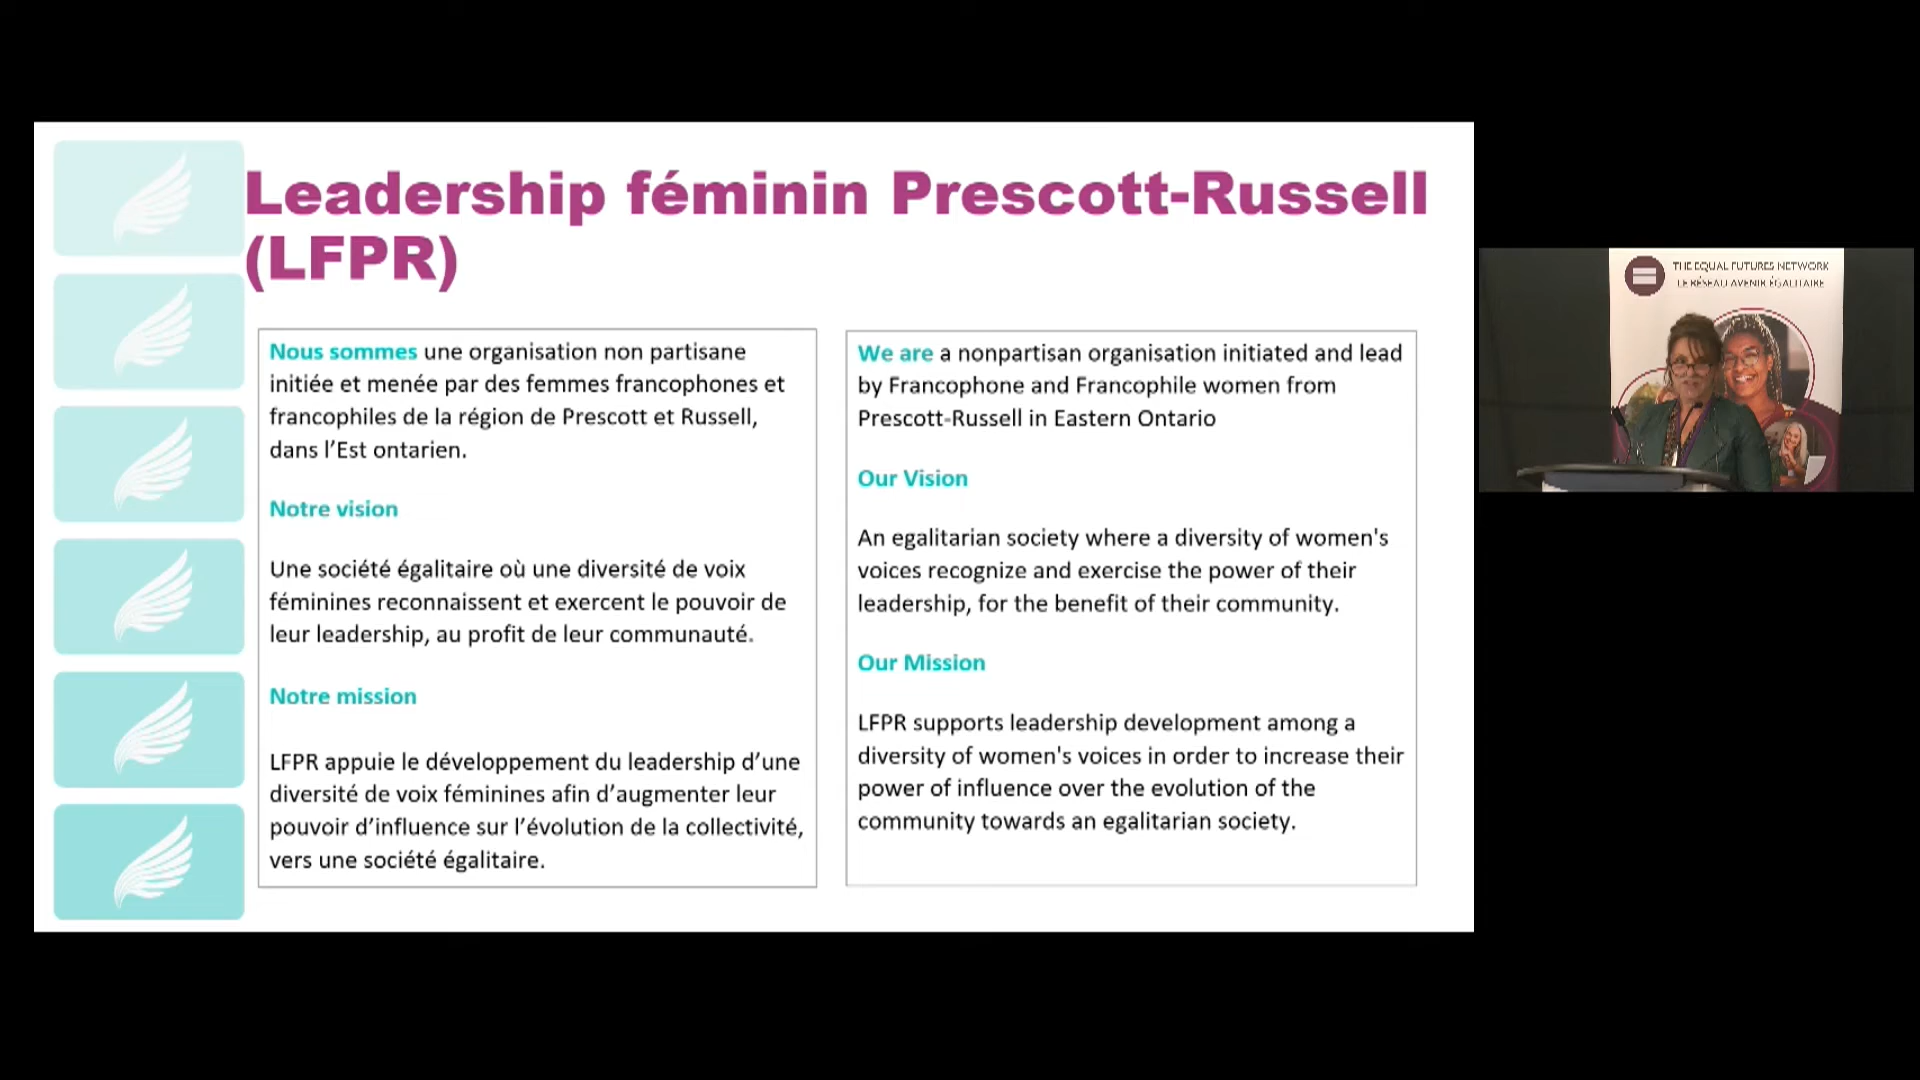 Leadership féminin Prescott-Russell
(LFPR)
Nous sommes une organisation non partisane
initiée et menée par des femmes francophones et
francophiles de la région de Prescott et Russell,
dans l’Est ontarien.
Notre vision
Une société égalitaire où une diversité de voix
féminines reconnaissent et exercent le pouvoir de
leur leadership, au profit de leur communauté.
Notre mission
LFPR appuie le développement du leadership d’une
diversité de voix féminines afin d’augmenter leur
pouvoir d’influence sur l’évolution de la collectivité,
vers une société égalitaire.
We are a nonpartisan organisation initiated and lead
by Francophone and Francophile women from
Prescott-Russell in Eastern Ontario
Our Vision
An egalitarian society where a diversity of women's
voices recognize and exercise the power of their
leadership, for the benefit of their community.
Our Mission
LFPR supports leadership development among a
diversity of women's voices in order to increase their
power of influence over the evolution of the
community towards an egalitarian society.
THE EQUAL FUTURES NETWORK
LE RÉSEAU AVENIR ÉGALITAIRE